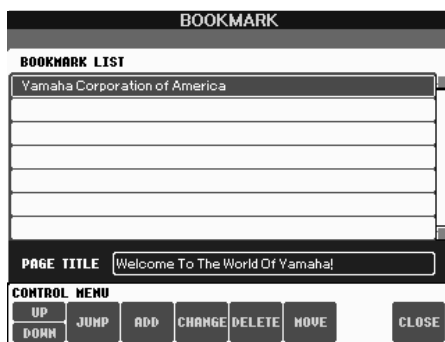 BOOKMARK
BOOKMARK LIST
Yamaha Corporation of America
PAGE TITLE Welcome To The World Of Yamaha!
CONTROL MENU
UP
DOWN
JUMP ADD CHANGE DELETE MOVE CLOSE